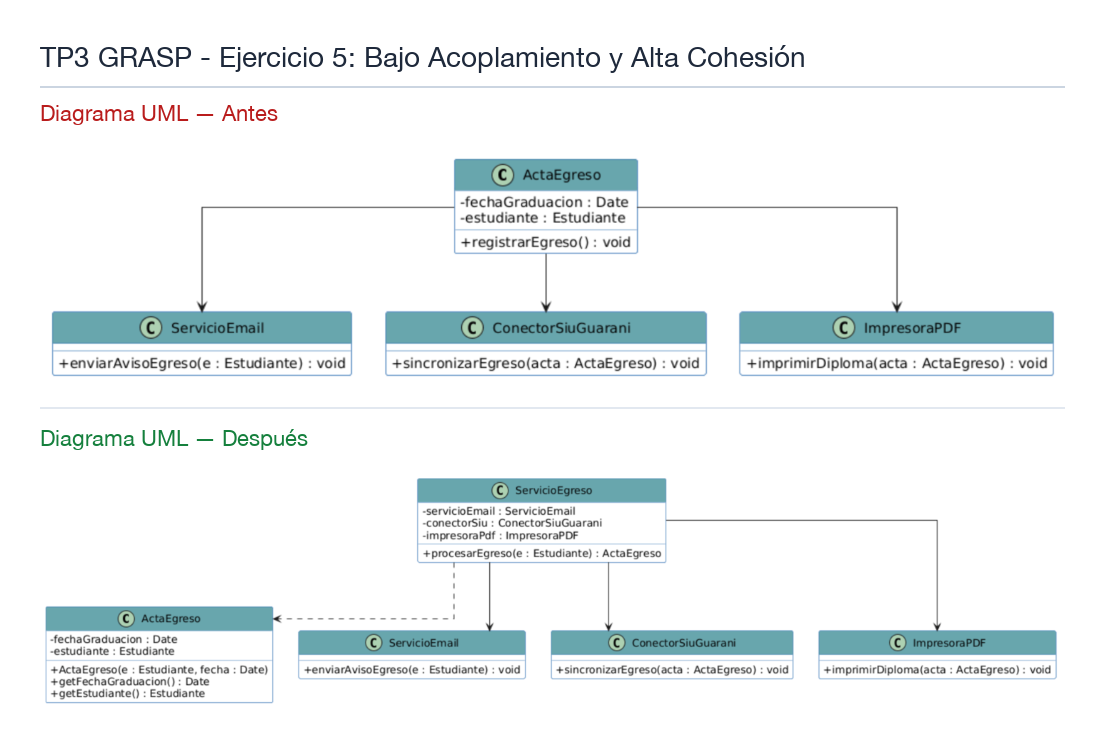 TP3 GRASP - Ejercicio 5: Bajo Acoplamiento y Alta Cohesión
Diagrama UML — Antes
C ActaEgreso
-fechaGraduacion : Date
-estudiante : Estudiante
+registrarEgreso() : void
C ServicioEmail
+enviarAvisoEgreso(e : Estudiante) : void
C ConectorSiuGuarani
+sincronizarEgreso(acta : ActaEgreso) : void
C ImpresoraPDF
+imprimirDiploma(acta : ActaEgreso) : void
Diagrama UML — Después
C ServicioEgreso
-servicioEmail : ServicioEmail
-conectorSiu : ConectorSiuGuarani
-impresoraPdf : ImpresoraPDF
+procesarEgreso(e : Estudiante) : ActaEgreso
C ActaEgreso
-fechaGraduacion : Date
-estudiante : Estudiante
+ActaEgreso(e : Estudiante, fecha : Date)
+getFechaGraduacion() : Date
+getEstudiante() : Estudiante
C ServicioEmail
+enviarAvisoEgreso(e : Estudiante) : void
C ConectorSiuGuarani
+sincronizarEgreso(acta : ActaEgreso) : void
C ImpresoraPDF
+imprimirDiploma(acta : ActaEgreso) : void